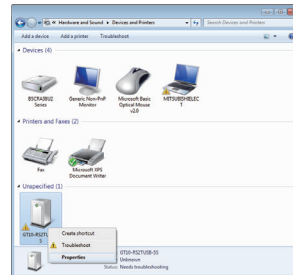 « Hardware and Sound ▸ Devices and Printers
Search Devices and Printers
Add a device Add a printer Troubleshoot
Devices (4)
BSCRA38U2 Series
Generic Non-PnP Monitor
Microsoft Basic Optical Mouse v2.0
MITSUBISHIELECT
Printers and Faxes (2)
Fax
Microsoft XPS Document Writer
Unspecified (1)
GT10-RS2TUSB-5S
Create shortcut
Troubleshoot
Properties
GT10-RS2TUSB-5S
Unknown
Status: Needs troubleshooting